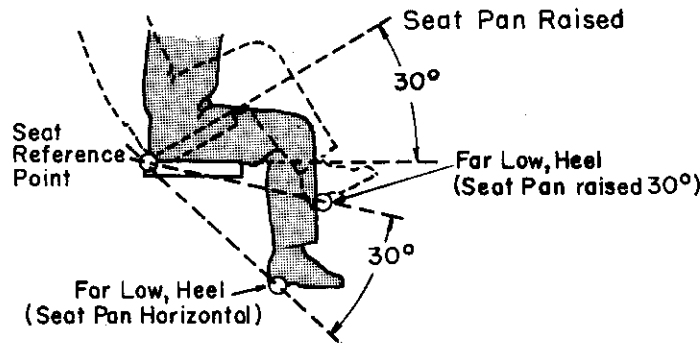 Seat Pan Raised
30°
Seat
Reference
Point
Far Low, Heel
(Seat Pan raised 30°)
30°
Far Low, Heel
(Seat Pan Horizontal)